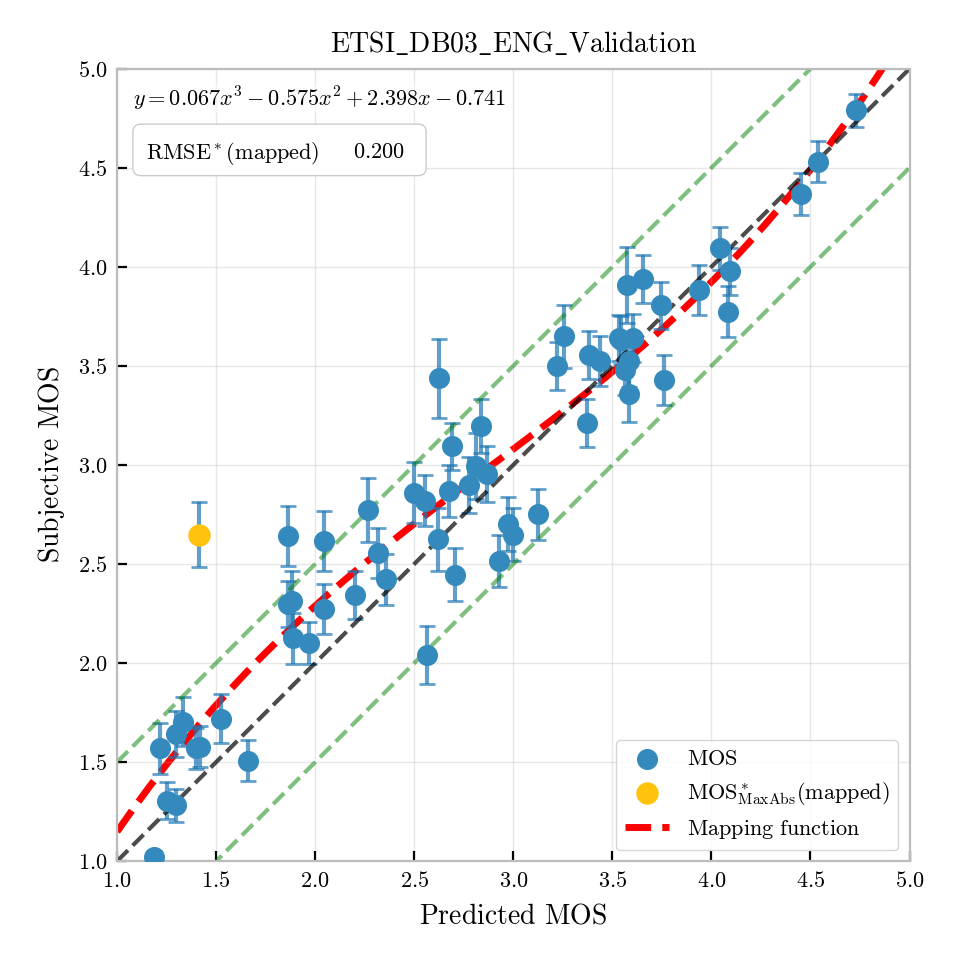 ETSI_DB03_ENG_Validation
y = 0.067x³ − 0.575x² + 2.398x − 0.741
RMSE*(mapped) 0.200
5.0
4.5
4.0
3.5
3.0
2.5
2.0
1.5
1.0
Subjective MOS
MOS
MOS*MaxAbs(mapped)
Mapping function
1.0 1.5 2.0 2.5 3.0 3.5 4.0 4.5 5.0
Predicted MOS